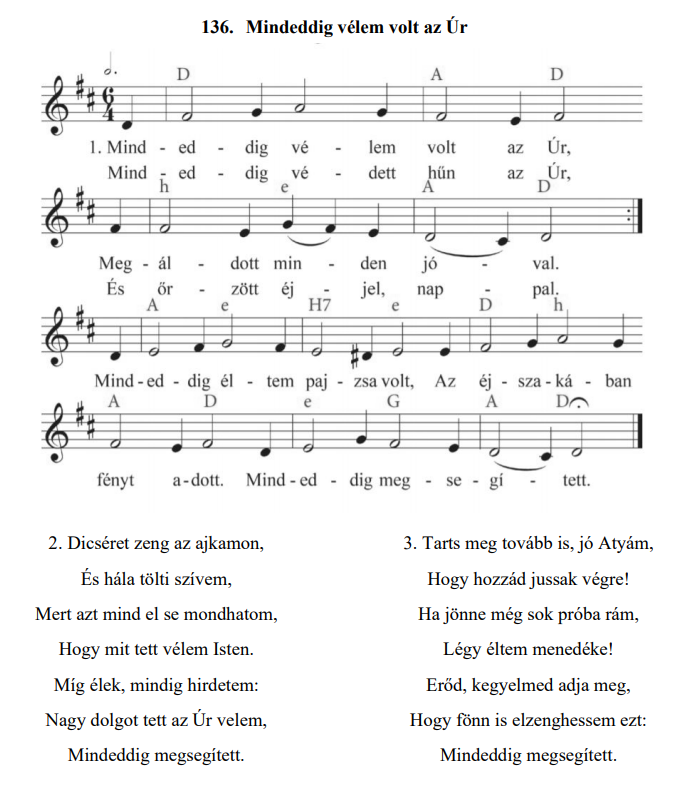 136. Mindeddig vélem volt az Úr
D A D
6
4
1. Mind - ed - dig vé - lem volt az Úr,
Mind - ed - dig vé - dett hűn az Úr,
h e A D
Meg - ál - dott min - den jó - val.
És őr - zött éj - jel, nap - pal.
A e H7 e D h
Mind - ed - dig él - tem paj - zsa volt, Az éj - sza - ká - ban
A D e G A D
fényt a - dott. Mind - ed - dig meg - se - gí - tett.
2. Dicséret zeng az ajkamon,
És hála tölti szívem,
Mert azt mind el se mondhatom,
Hogy mit tett vélem Isten.
Míg élek, mindig hirdetem:
Nagy dolgot tett az Úr velem,
Mindeddig megsegített.
3. Tarts meg tovább is, jó Atyám,
Hogy hozzád jussak végre!
Ha jönne még sok próba rám,
Légy éltem menedéke!
Erőd, kegyelmed adja meg,
Hogy fönn is elzenghessem ezt:
Mindeddig megsegített.